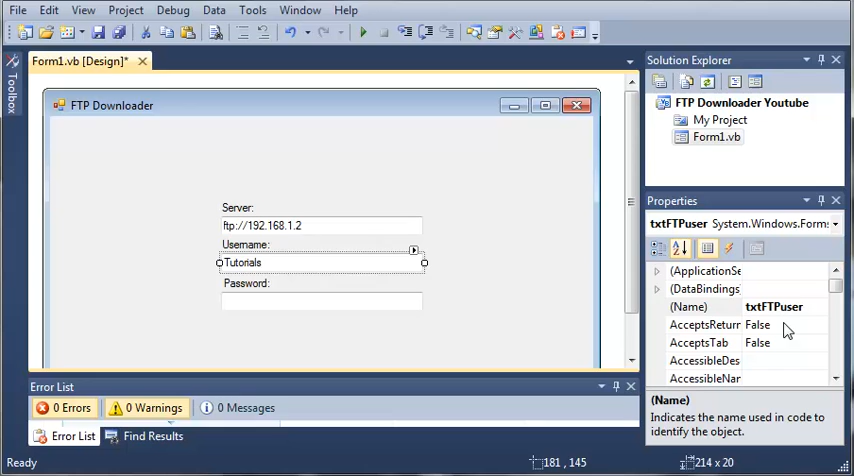 File Edit View Project Debug Data Tools Window Help
Form1.vb [Design]*
Toolbox
FTP Downloader
Server:
ftp://192.168.1.2
Username:
Tutorials
Password:
Solution Explorer
FTP Downloader Youtube
My Project
Form1.vb
Properties
txtFTPuser System.Windows.Forms
(ApplicationSe
(DataBindings)
(Name) txtFTPuser
AcceptsReturn False
AcceptsTab False
AccessibleDes
AccessibleNar
(Name)
Indicates the name used in code to
identify the object.
Error List
0 Errors 0 Warnings 0 Messages
Error List Find Results
Ready 181 , 145 214 x 20